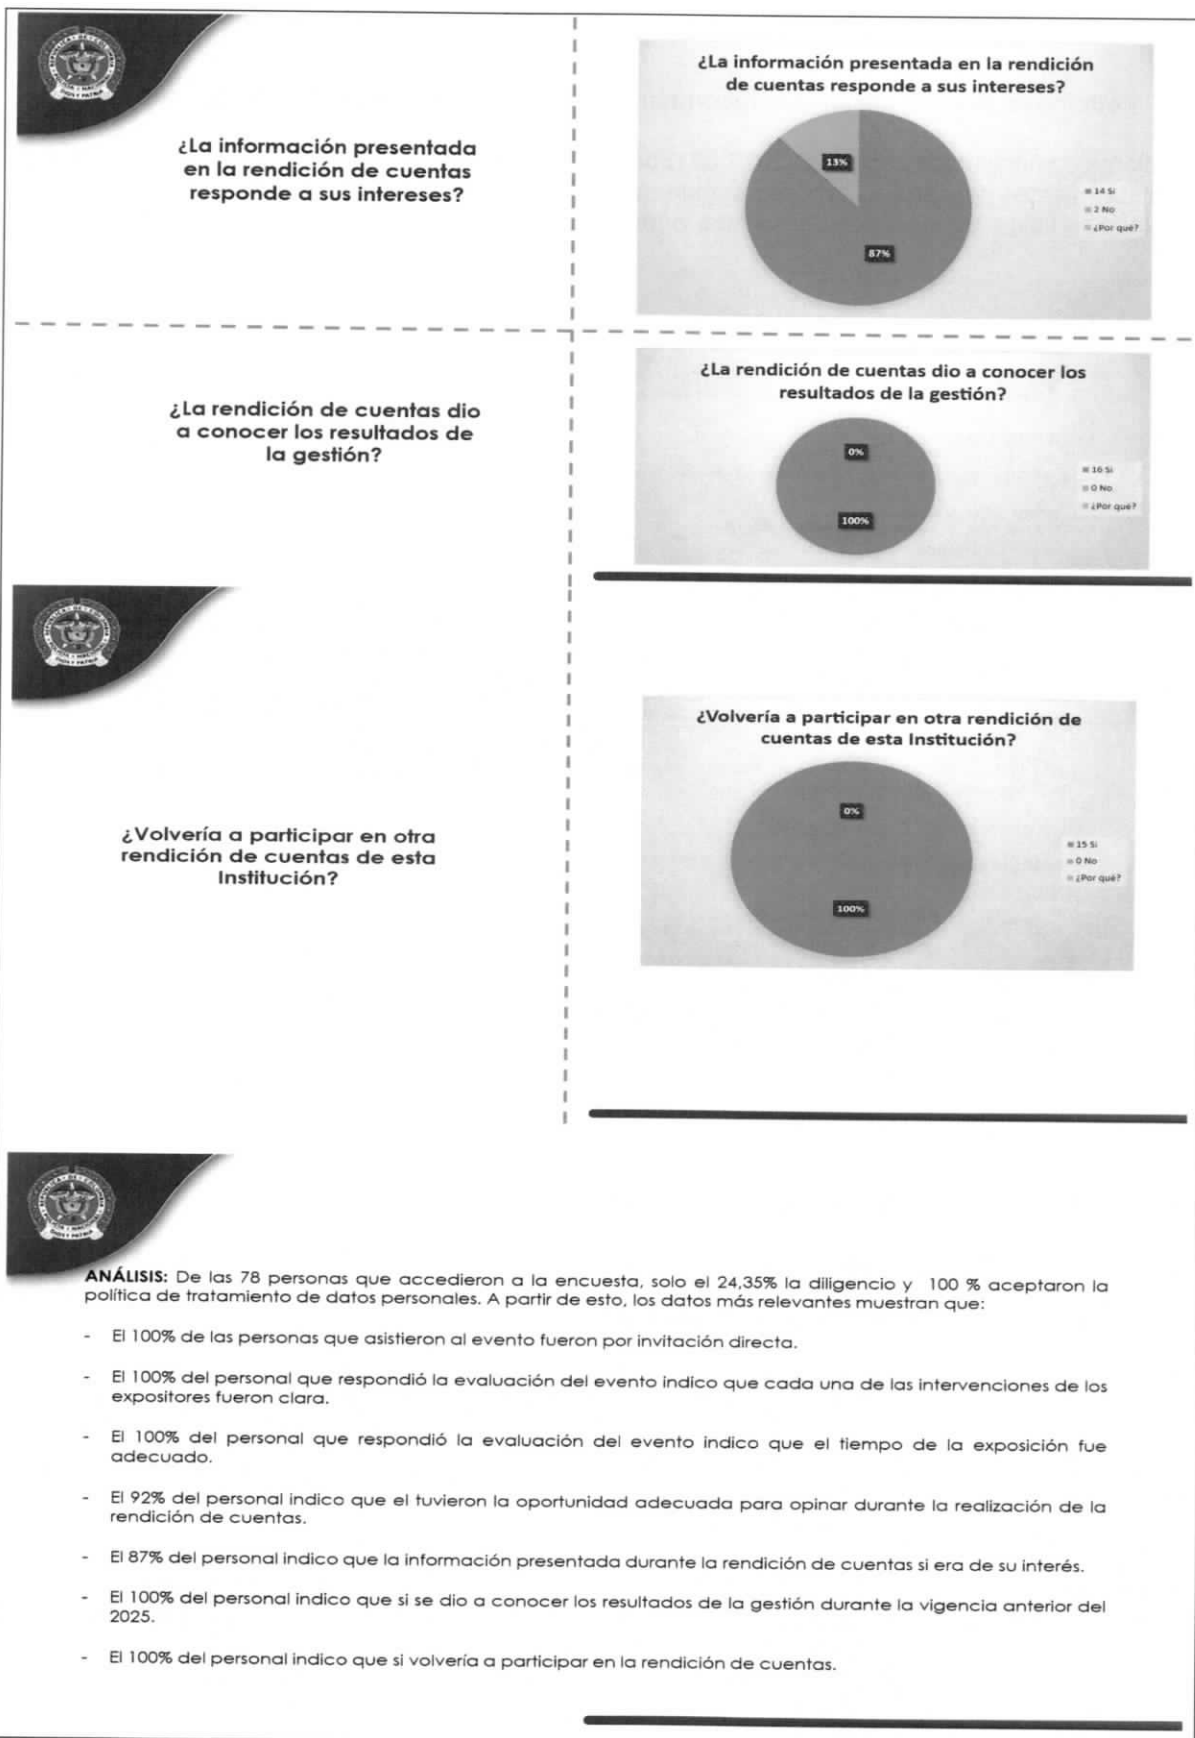 ¿La información presentada
en la rendición de cuentas
responde a sus intereses?
¿La información presentada en la rendición
de cuentas responde a sus intereses?
13%
87%
14 Si
2 No
¿Por qué?
¿La rendición de cuentas dio
a conocer los resultados de
la gestión?
¿La rendición de cuentas dio a conocer los
resultados de la gestión?
0%
100%
16 Si
0 No
¿Por qué?
¿Volvería a participar en otra
rendición de cuentas de esta
Institución?
¿Volvería a participar en otra rendición de
cuentas de esta Institución?
0%
100%
15 Si
0 No
¿Por qué?
ANÁLISIS: De las 78 personas que accedieron a la encuesta, solo el 24,35% la diligencio y 100 % aceptaron la
política de tratamiento de datos personales. A partir de esto, los datos más relevantes muestran que:
- El 100% de las personas que asistieron al evento fueron por invitación directa.
- El 100% del personal que respondió la evaluación del evento indico que cada una de las intervenciones de los
expositores fueron clara.
- El 100% del personal que respondió la evaluación del evento indico que el tiempo de la exposición fue
adecuado.
- El 92% del personal indico que el tuvieron la oportunidad adecuada para opinar durante la realización de la
rendición de cuentas.
- El 87% del personal indico que la información presentada durante la rendición de cuentas si era de su interés.
- El 100% del personal indico que si se dio a conocer los resultados de la gestión durante la vigencia anterior del
2025.
- El 100% del personal indico que si volvería a participar en la rendición de cuentas.